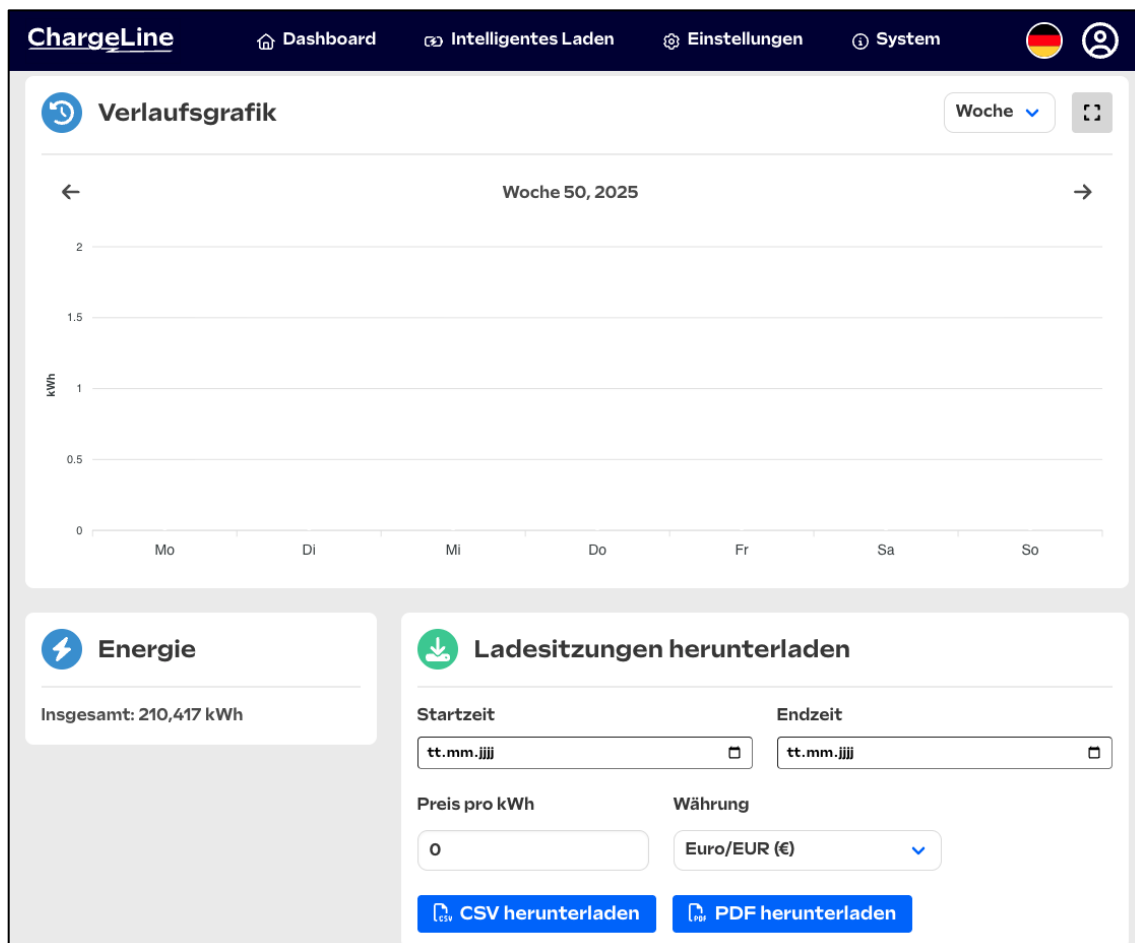 ChargeLine Dashboard Intelligentes Laden Einstellungen System
Verlaufsgrafik Woche
Woche 50, 2025
2
1.5
kWh
1
0.5
0
Mo Di Mi Do Fr Sa So
Energie
Insgesamt: 210,417 kWh
Ladesitzungen herunterladen
Startzeit Endzeit
tt.mm.jjjj tt.mm.jjjj
Preis pro kWh Währung
0 Euro/EUR (€)
CSV CSV herunterladen PDF PDF herunterladen